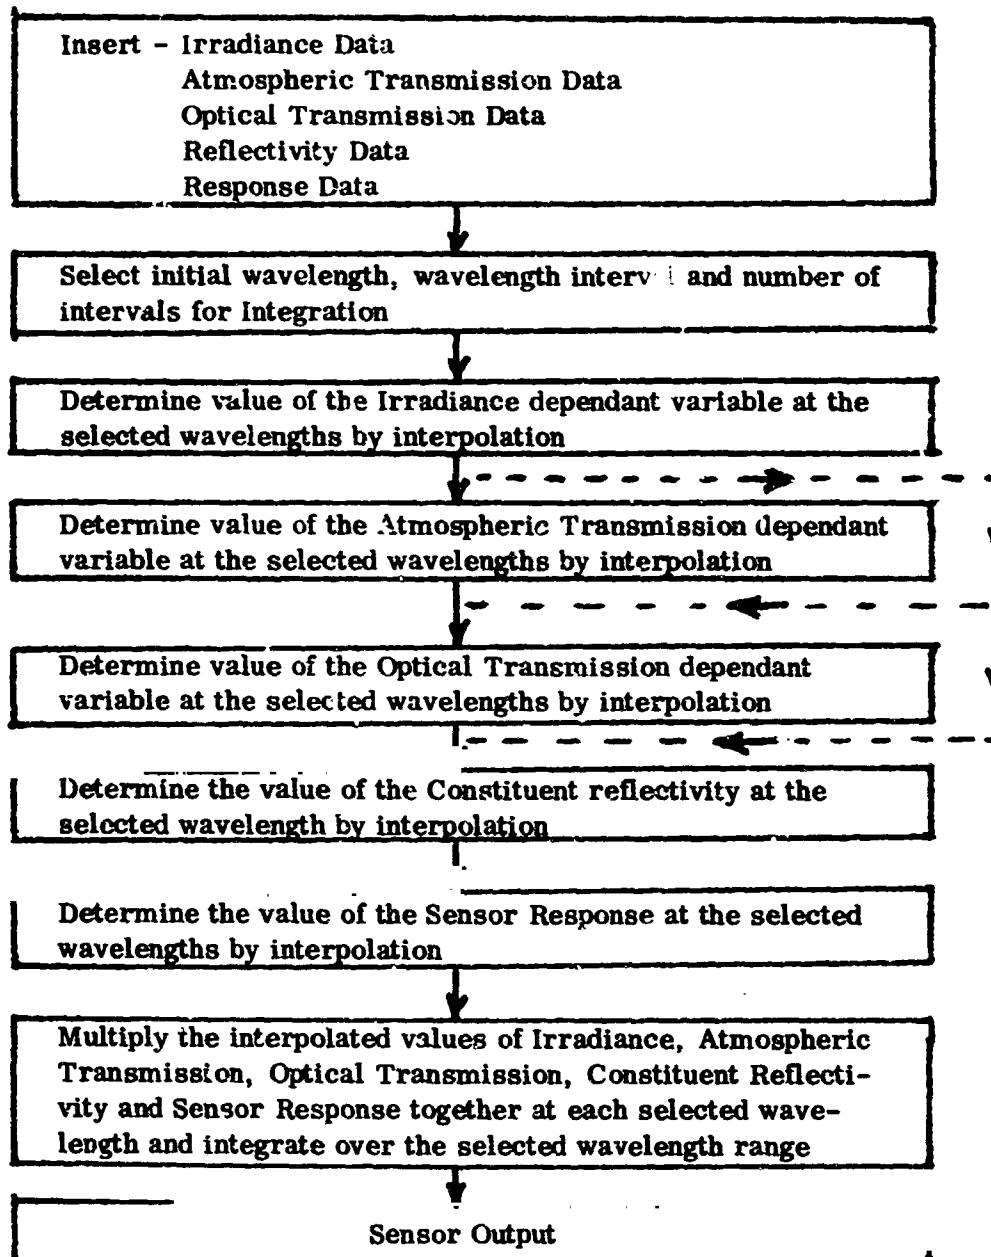 Insert - Irradiance Data
Atmospheric Transmission Data
Optical Transmission Data
Reflectivity Data
Response Data
Select initial wavelength, wavelength and number of
intervals for Integration
Determine value of the Irradiance dependant variable at the
selected wavelengths by interpolation
Determine value of the Atmospheric Transmission dependant
variable at the selected wavelengths by interpolation
Determine value of the Optical Transmission dependant
variable at the selected wavelengths by interpolation
Determine the value of the Constituent reflectivity at the
selected wavelength by interpolation
Determine the value of the Sensor Response at the selected
wavelengths by interpolation
Multiply the interpolated values of Irradiance, Atmospheric
Transmission, Optical Transmission, Constituent Reflecti-
vity and Sensor Response together at each selected wave-
length and integrate over the selected wavelength range
Sensor Output